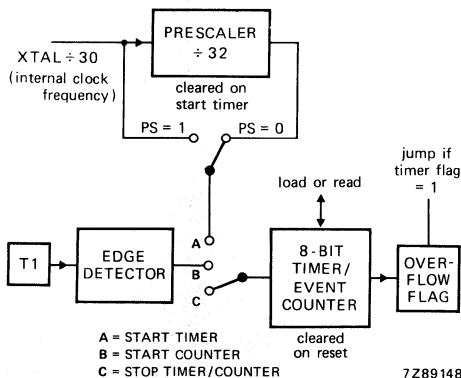 PRESCALER
÷ 32
XTAL ÷ 30
(internal clock
frequency)
cleared on
start timer
PS = 1
PS = 0
jump if
timer flag
= 1
load or read
T1
EDGE
DETECTOR
A
B
C
8-BIT
TIMER/
EVENT
COUNTER
OVER-
FLOW
FLAG
A = START TIMER
B = START COUNTER
C = STOP TIMER/COUNTER
cleared
on reset
7Z89148